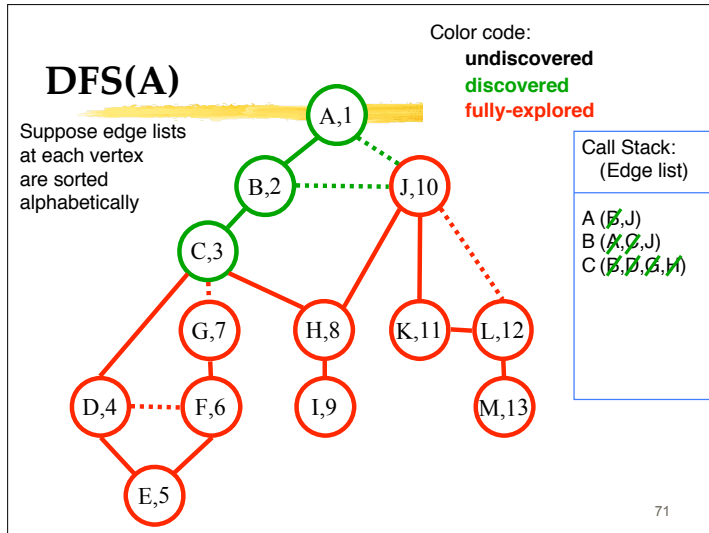 DFS(A)
Suppose edge lists
at each vertex
are sorted
alphabetically
Color code:
undiscovered
discovered
fully-explored
A,1
B,2
J,10
C,3
G,7
H,8
K,11
L,12
D,4
F,6
I,9
M,13
E,5
Call Stack:
(Edge list)
A (B,J)
B (A,C,J)
C (B,D,G,H)
71